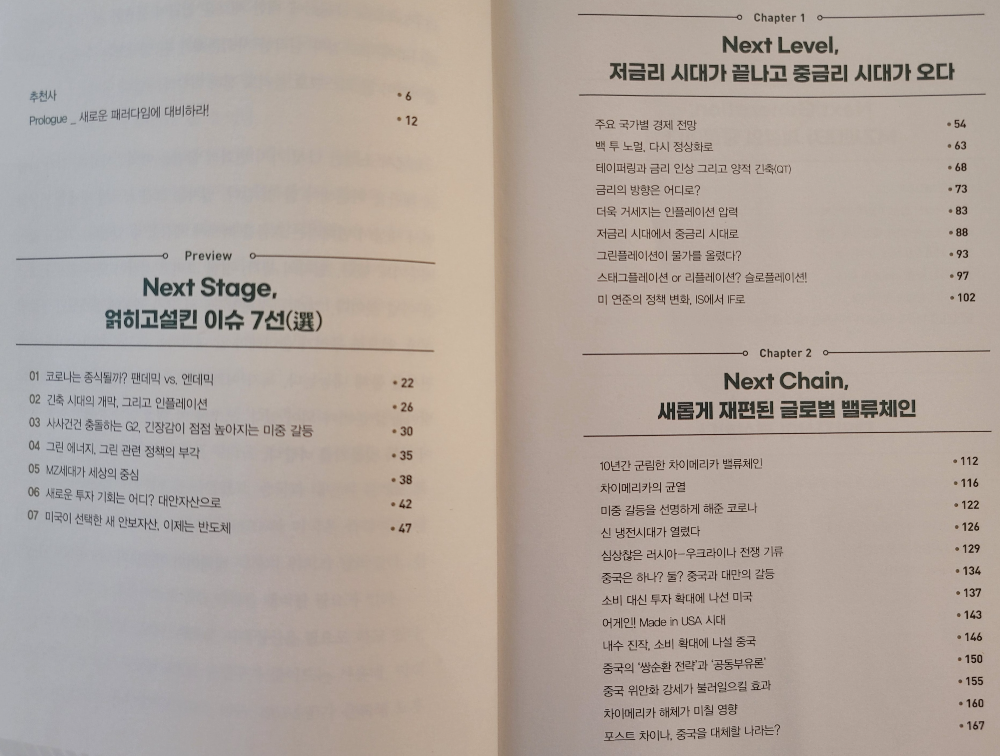 추천사 • 6
Prologue _ 새로운 패러다임에 대비하라! • 12
Preview
Next Stage,
얽히고설킨 이슈 7선(選)
01 코로나는 종식될까? 팬데믹 vs. 엔데믹 • 22
02 긴축 시대의 개막, 그리고 인플레이션 • 26
03 사사건건 충돌하는 G2, 긴장감이 점점 높아지는 미중 갈등 • 30
04 그린 에너지, 그린 관련 정책의 부각 • 35
05 MZ세대가 세상의 중심 • 38
06 새로운 투자 기회는 어디? 대안자산으로 • 42
07 미국이 선택한 새 안보자산, 이제는 반도체 • 47
Chapter 1
Next Level,
저금리 시대가 끝나고 중금리 시대가 오다
주요 국가별 경제 전망 • 54
백 투 노멀, 다시 정상화로 • 63
테이퍼링과 금리 인상 그리고 양적 긴축(QT) • 68
금리의 방향은 어디로? • 73
더욱 거세지는 인플레이션 압력 • 83
저금리 시대에서 중금리 시대로 • 88
그린플레이션이 물가를 올렸다? • 93
스태그플레이션 or 리플레이션? 슬로플레이션! • 97
미 연준의 정책 변화, IS에서 IF로 • 102
Chapter 2
Next Chain,
새롭게 재편된 글로벌 밸류체인
10년간 군림한 차이메리카 밸류체인 • 112
차이메리카의 균열 • 116
미중 갈등을 선명하게 해준 코로나 • 122
신 냉전시대가 열렸다 • 126
심상찮은 러시아-우크라이나 전쟁 기류 • 129
중국은 하나? 둘? 중국과 대만의 갈등 • 134
소비 대신 투자 확대에 나선 미국 • 137
어게인! Made in USA 시대 • 143
내수 진작, 소비 확대에 나설 중국 • 146
중국의 '쌍순환 전략'과 '공동부유론' • 150
중국 위안화 강세가 불러일으킬 효과 • 155
차이메리카 해체가 미칠 영향 • 160
포스트 차이나, 중국을 대체할 나라는? • 167